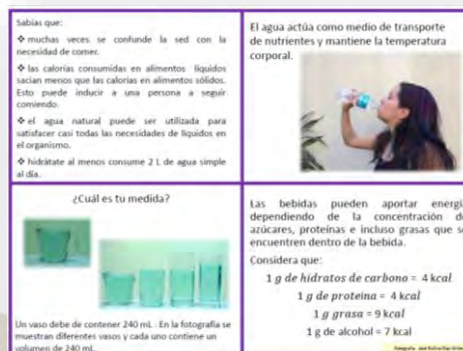 Sabías que:
❖ muchas veces se confunde la sed con la
necesidad de comer.
❖ las calorías consumidas en alimentos líquidos
sacian menos que las calorías en alimentos sólidos.
Esto puede inducir a una persona a seguir
comiendo.
❖ el agua natural puede ser utilizada para
satisfacer casi todas las necesidades de líquidos en
el organismo.
❖ hidrátate al menos consume 2 L de agua simple
al día.
El agua actúa como medio de transporte
de nutrientes y mantiene la temperatura
corporal.
¿Cuál es tu medida?
Un vaso debe de contener 240 mL . En la fotografía se
muestran diferentes vasos y cada uno contiene un
volumen de 240 mL.
Las bebidas pueden aportar energí
dependiendo de la concentración d
azúcares, proteínas e incluso grasas que s
encuentren dentro de la bebida.
Considera que:
1 g de hidratos de carbono = 4 kcal
1 g de proteína = 4 kcal
1 g grasa = 9 kcal
1 g de alcohol = 7 kcal